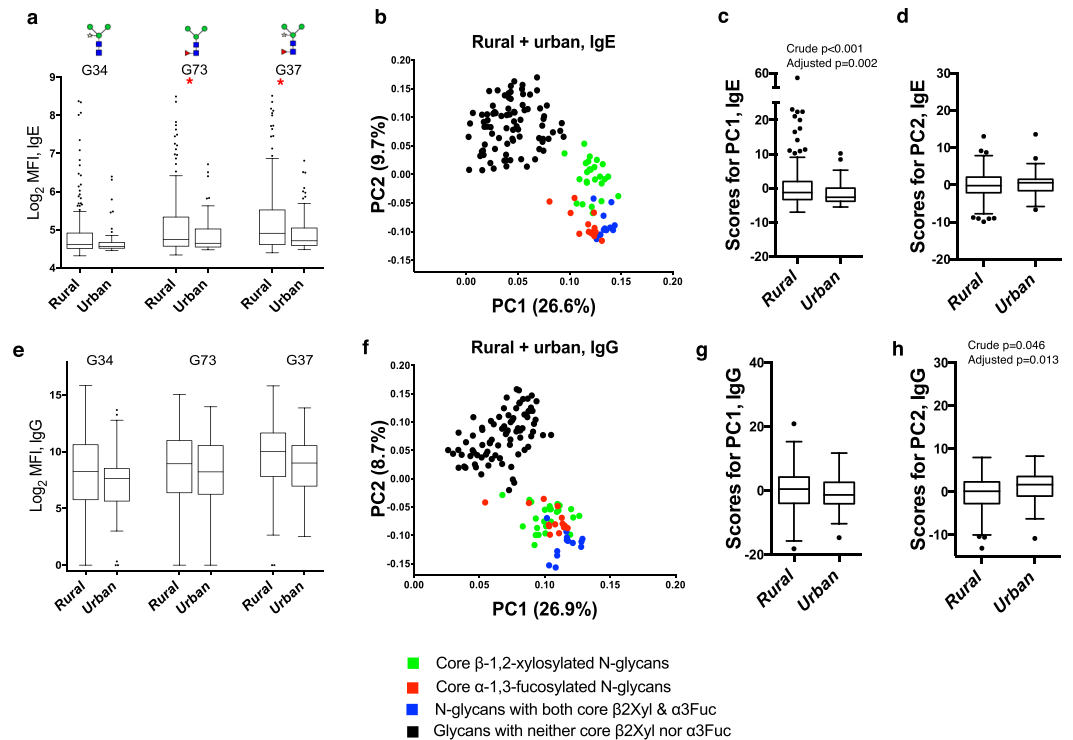 a
G34
G73
G37
*
*
9
8
7
6
5
4
Log2 MFI, IgE
Rural
Urban
Rural
Urban
Rural
Urban
b
Rural + urban, IgE
0.20
0.15
0.10
0.05
0.00
-0.05
-0.10
-0.15
PC2 (9.7%)
0.00
0.05
0.10
0.15
0.20
PC1 (26.6%)
c
Crude p<0.001
Adjusted p=0.002
60
20
20
10
0
-10
-20
Scores for PC1, IgE
Rural
Urban
d
30
20
10
0
-10
-20
Scores for PC2, IgE
Rural
Urban
e
G34
G73
G37
15
10
5
0
Log2 MFI, IgG
Rural
Urban
Rural
Urban
Rural
Urban
f
Rural + urban, IgG
0.20
0.15
0.10
0.05
0.00
-0.05
-0.10
-0.15
PC2 (8.7%)
0.00
0.05
0.10
0.15
0.20
PC1 (26.9%)
g
40
20
0
-20
Scores for PC1, IgG
Rural
Urban
h
Crude p=0.046
Adjusted p=0.013
30
20
10
0
-10
Scores for PC2, IgG
Rural
Urban
Core β-1,2-xylosylated N-glycans
Core α-1,3-fucosylated N-glycans
N-glycans with both core β2Xyl & α3Fuc
Glycans with neither core β2Xyl nor α3Fuc